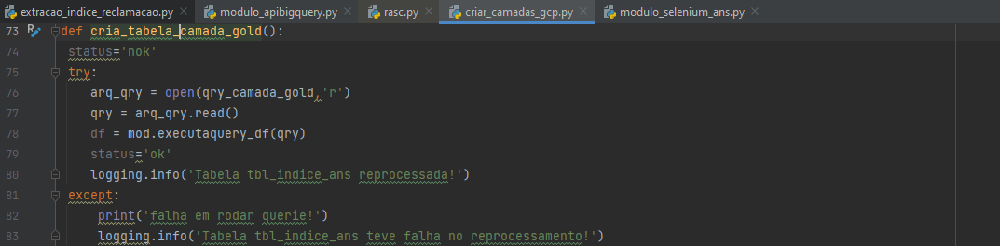 extracao_indice_reclamacao.py modulo_apibigquery.py rasc.py criar_camadas_gcp.py modulo_selenium_ans.py
73 def cria_tabela_camada_gold():
74 status='nok'
75 try:
76 arq_qry = open(qry_camada_gold,'r')
77 qry = arq_qry.read()
78 df = mod.executaquery_df(qry)
79 status='ok'
80 logging.info('Tabela tbl_indice_ans reprocessada!')
81 except:
82 print('falha em rodar querie!')
83 logging.info('Tabela tbl_indice_ans teve falha no reprocessamento!')